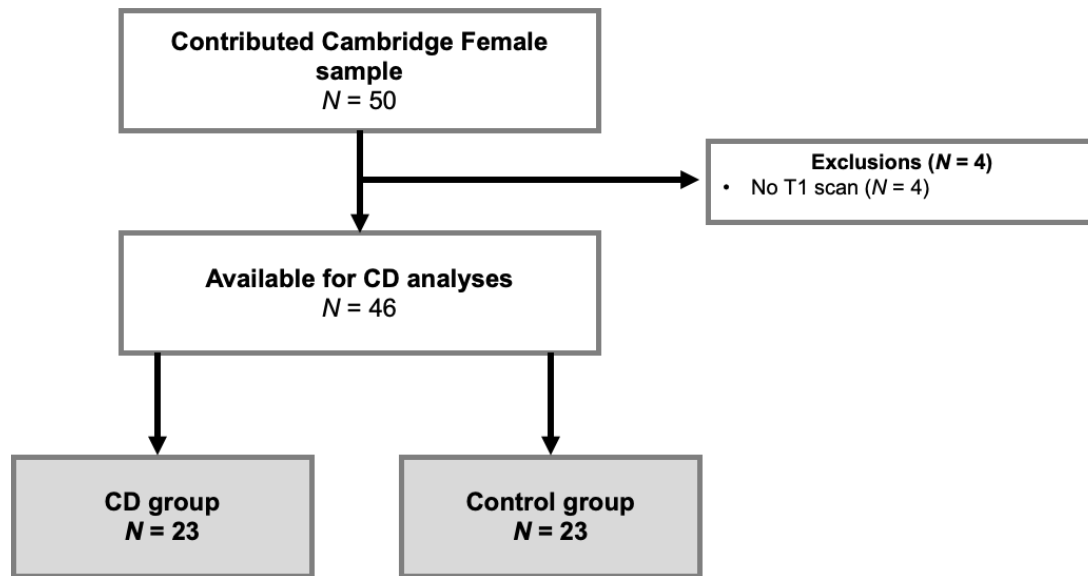 Contributed Cambridge Female
sample
N = 50
Exclusions (N = 4)
• No T1 scan (N = 4)
Available for CD analyses
N = 46
CD group
N = 23
Control group
N = 23